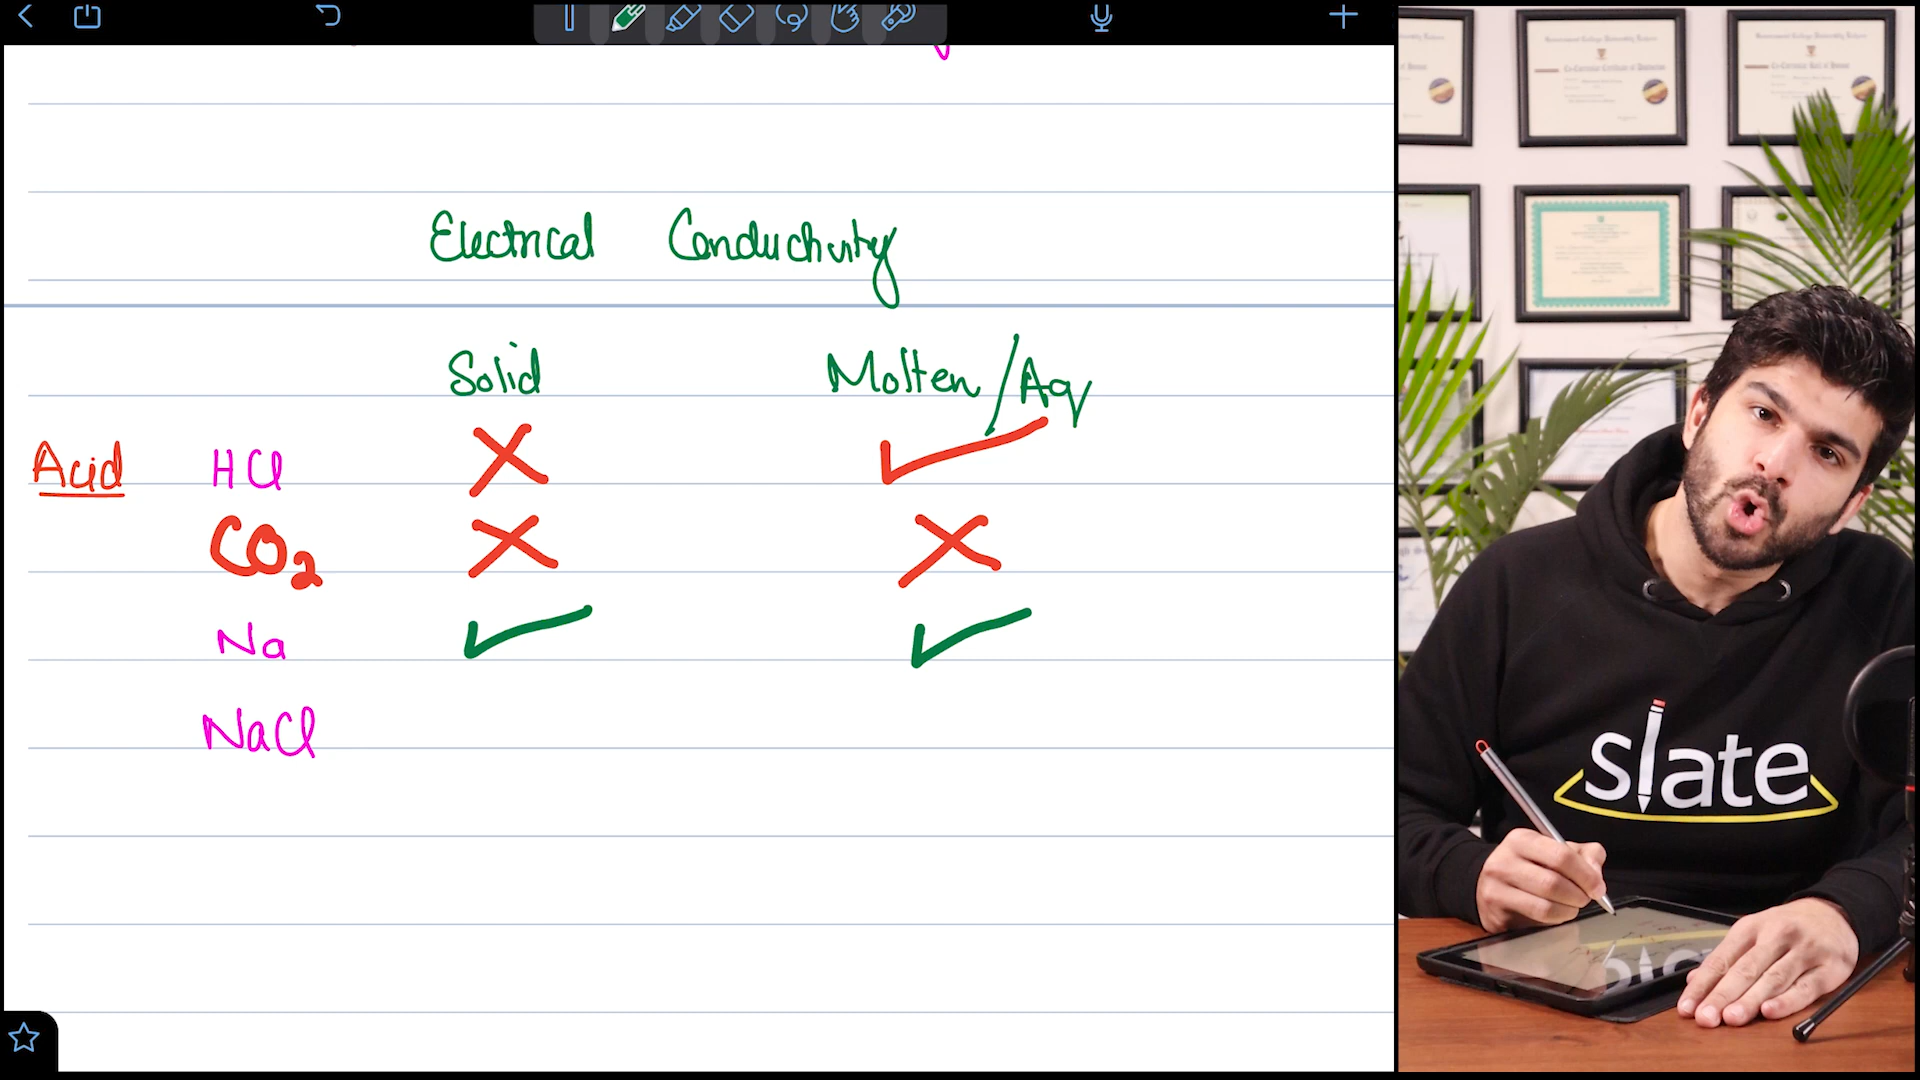 Electrical Conductivity
Solid Molten/Aq
Acid HCl
CO2
Na
NaCl
slate